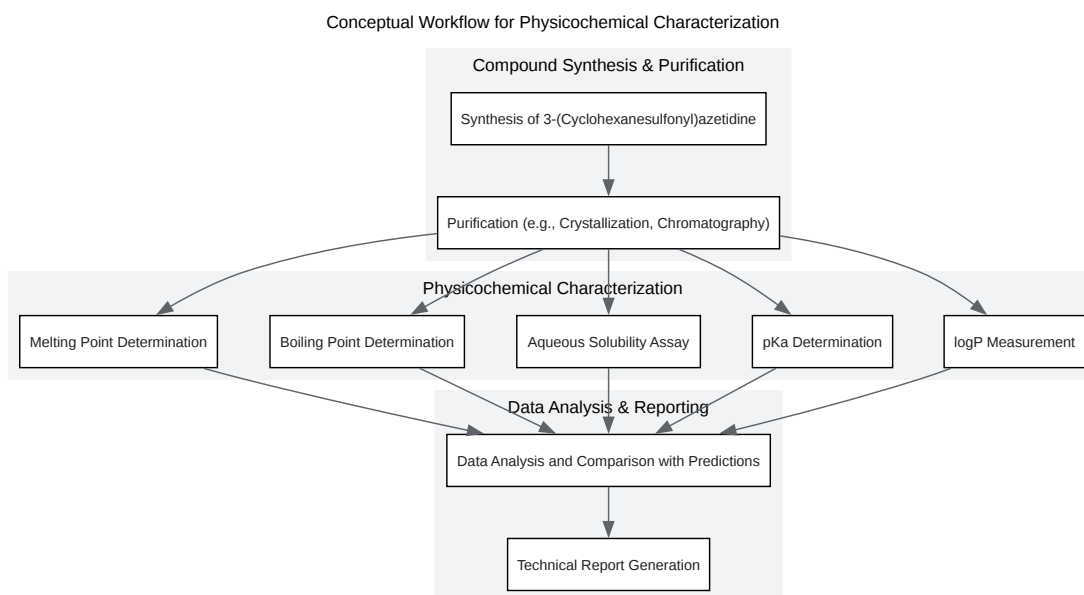 Conceptual Workflow for Physicochemical Characterization
Compound Synthesis & Purification
Synthesis of 3-(Cyclohexanesulfonyl)azetidine
Purification (e.g., Crystallization, Chromatography)
Physicochemical Characterization
Melting Point Determination
Boiling Point Determination
Aqueous Solubility Assay
pKa Determination
logP Measurement
Data Analysis & Reporting
Data Analysis and Comparison with Predictions
Technical Report Generation